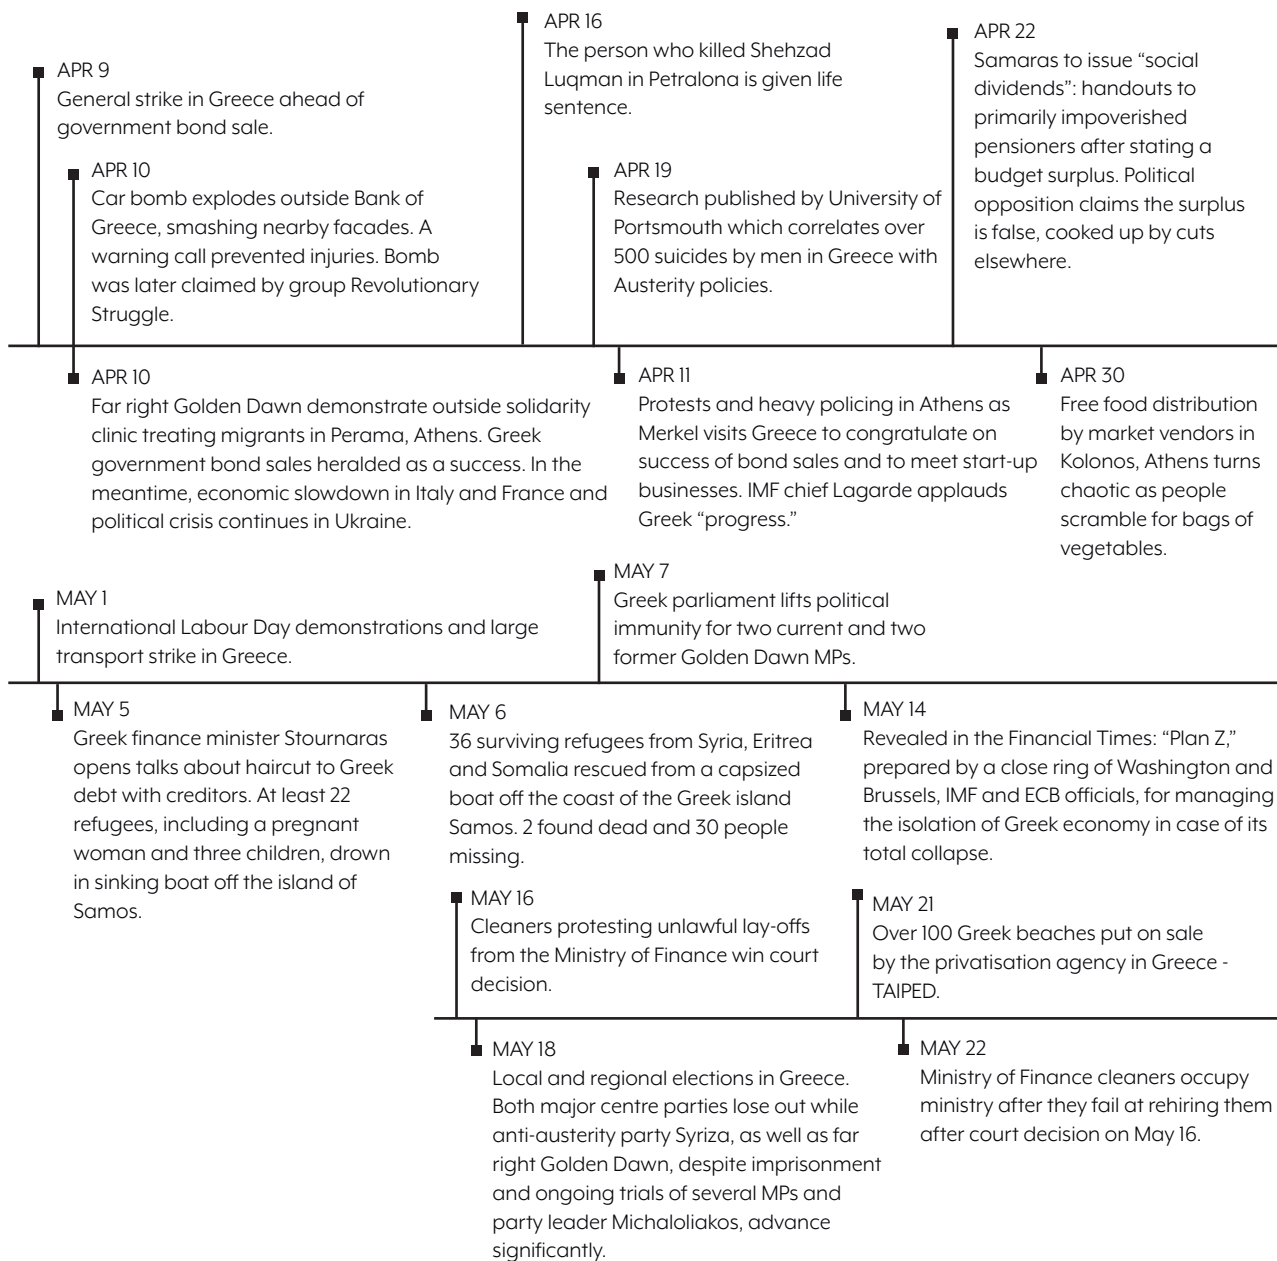 APR 9
General strike in Greece ahead of
government bond sale.
APR 10
Car bomb explodes outside Bank of
Greece, smashing nearby facades. A
warning call prevented injuries. Bomb
was later claimed by group Revolutionary
Struggle.
APR 16
The person who killed Shehzad
Luqman in Petralona is given life
sentence.
APR 19
Research published by University of
Portsmouth which correlates over
500 suicides by men in Greece with
Austerity policies.
APR 22
Samaras to issue “social
dividends”: handouts to
primarily impoverished
pensioners after stating a
budget surplus. Political
opposition claims the surplus
is false, cooked up by cuts
elsewhere.
APR 10
Far right Golden Dawn demonstrate outside solidarity
clinic treating migrants in Perama, Athens. Greek
government bond sales heralded as a success. In the
meantime, economic slowdown in Italy and France and
political crisis continues in Ukraine.
APR 11
Protests and heavy policing in Athens as
Merkel visits Greece to congratulate on
success of bond sales and to meet start-up
businesses. IMF chief Lagarde applauds
Greek “progress.”
APR 30
Free food distribution
by market vendors in
Kolonos, Athens turns
chaotic as people
scramble for bags of
vegetables.
MAY 1
International Labour Day demonstrations and large
transport strike in Greece.
MAY 7
Greek parliament lifts political
immunity for two current and two
former Golden Dawn MPs.
MAY 5
Greek finance minister Stournaras
opens talks about haircut to Greek
debt with creditors. At least 22
refugees, including a pregnant
woman and three children, drown
in sinking boat off the island of
Samos.
MAY 6
36 surviving refugees from Syria, Eritrea
and Somalia rescued from a capsized
boat off the coast of the Greek island
Samos. 2 found dead and 30 people
missing.
MAY 14
Revealed in the Financial Times: “Plan Z,”
prepared by a close ring of Washington and
Brussels, IMF and ECB officials, for managing
the isolation of Greek economy in case of its
total collapse.
MAY 16
Cleaners protesting unlawful lay-offs
from the Ministry of Finance win court
decision.
MAY 21
Over 100 Greek beaches put on sale
by the privatisation agency in Greece -
TAIPED.
MAY 18
Local and regional elections in Greece.
Both major centre parties lose out while
anti-austerity party Syriza, as well as far
right Golden Dawn, despite imprisonment
and ongoing trials of several MPs and
party leader Michaloliakos, advance
significantly.
MAY 22
Ministry of Finance cleaners occupy
ministry after they fail at rehiring them
after court decision on May 16.